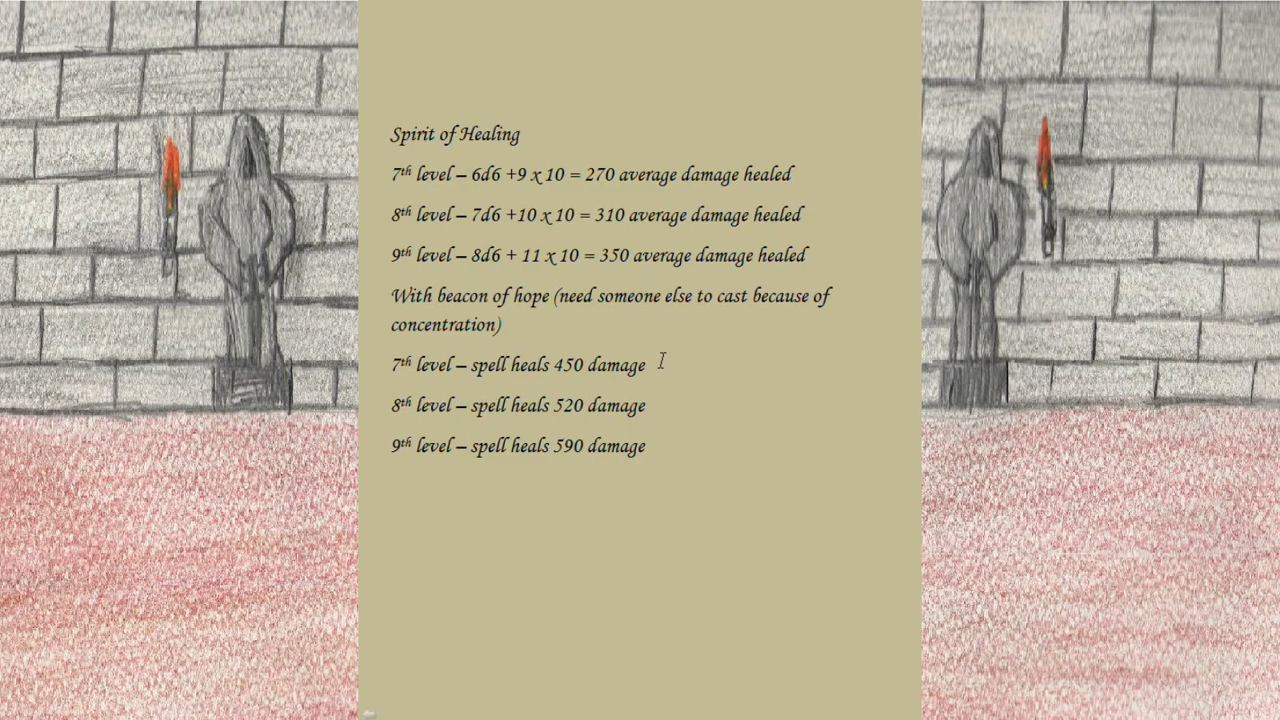 Spirit of Healing
7th level – 6d6 +9 x 10 = 270 average damage healed
8th level – 7d6 +10 x 10 = 310 average damage healed
9th level – 8d6 + 11 x 10 = 350 average damage healed
With beacon of hope (need someone else to cast because of
concentration)
7th level – spell heals 450 damage
8th level – spell heals 520 damage
9th level – spell heals 590 damage